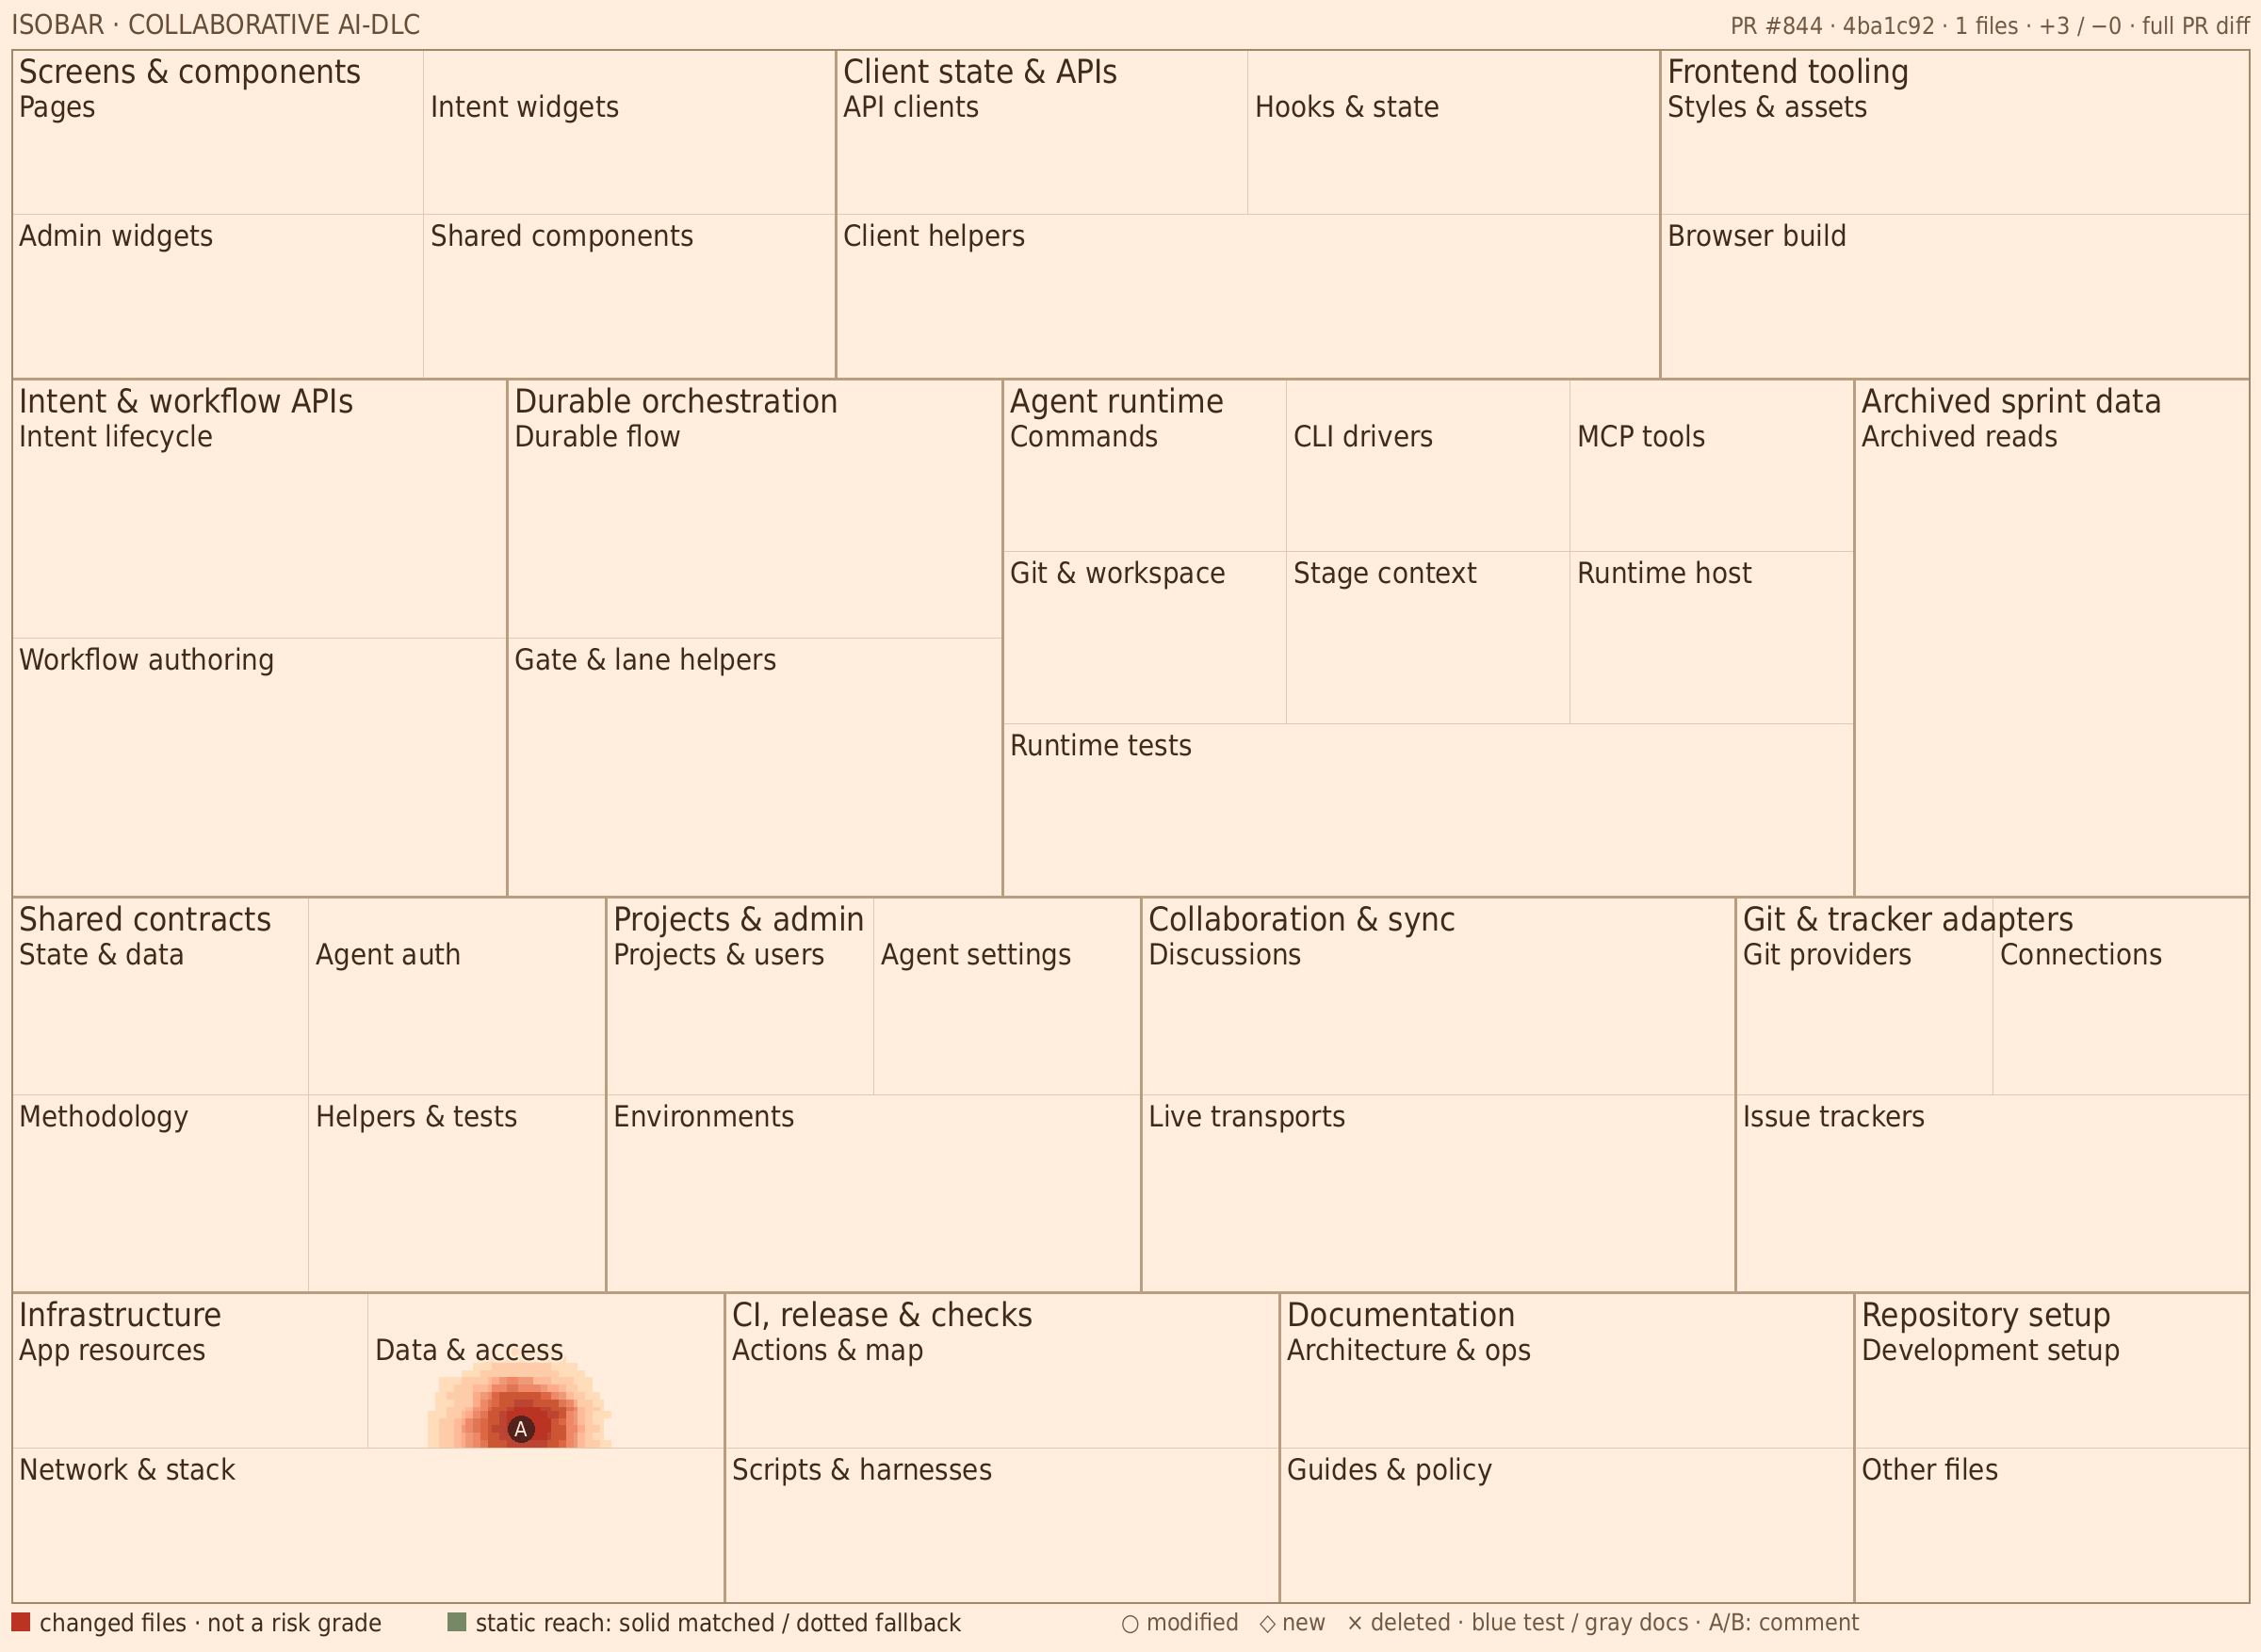 ISOBAR · COLLABORATIVE AI-DLC
PR #844 · 4ba1c92 · 1 files · +3 / −0 · full PR diff
Screens & components
Pages
Intent widgets
Admin widgets
Shared components
Client state & APIs
API clients
Hooks & state
Client helpers
Frontend tooling
Styles & assets
Browser build
Intent & workflow APIs
Intent lifecycle
Workflow authoring
Durable orchestration
Durable flow
Gate & lane helpers
Agent runtime
Commands
CLI drivers
MCP tools
Git & workspace
Stage context
Runtime host
Runtime tests
Archived sprint data
Archived reads
Shared contracts
State & data
Agent auth
Methodology
Helpers & tests
Projects & admin
Projects & users
Agent settings
Environments
Collaboration & sync
Discussions
Live transports
Git & tracker adapters
Git providers
Connections
Issue trackers
Infrastructure
App resources
Data & access
A
Network & stack
CI, release & checks
Actions & map
Scripts & harnesses
Documentation
Architecture & ops
Guides & policy
Repository setup
Development setup
Other files
changed files · not a risk grade
static reach: solid matched / dotted fallback
○ modified ◇ new × deleted · blue test / gray docs · A/B: comment